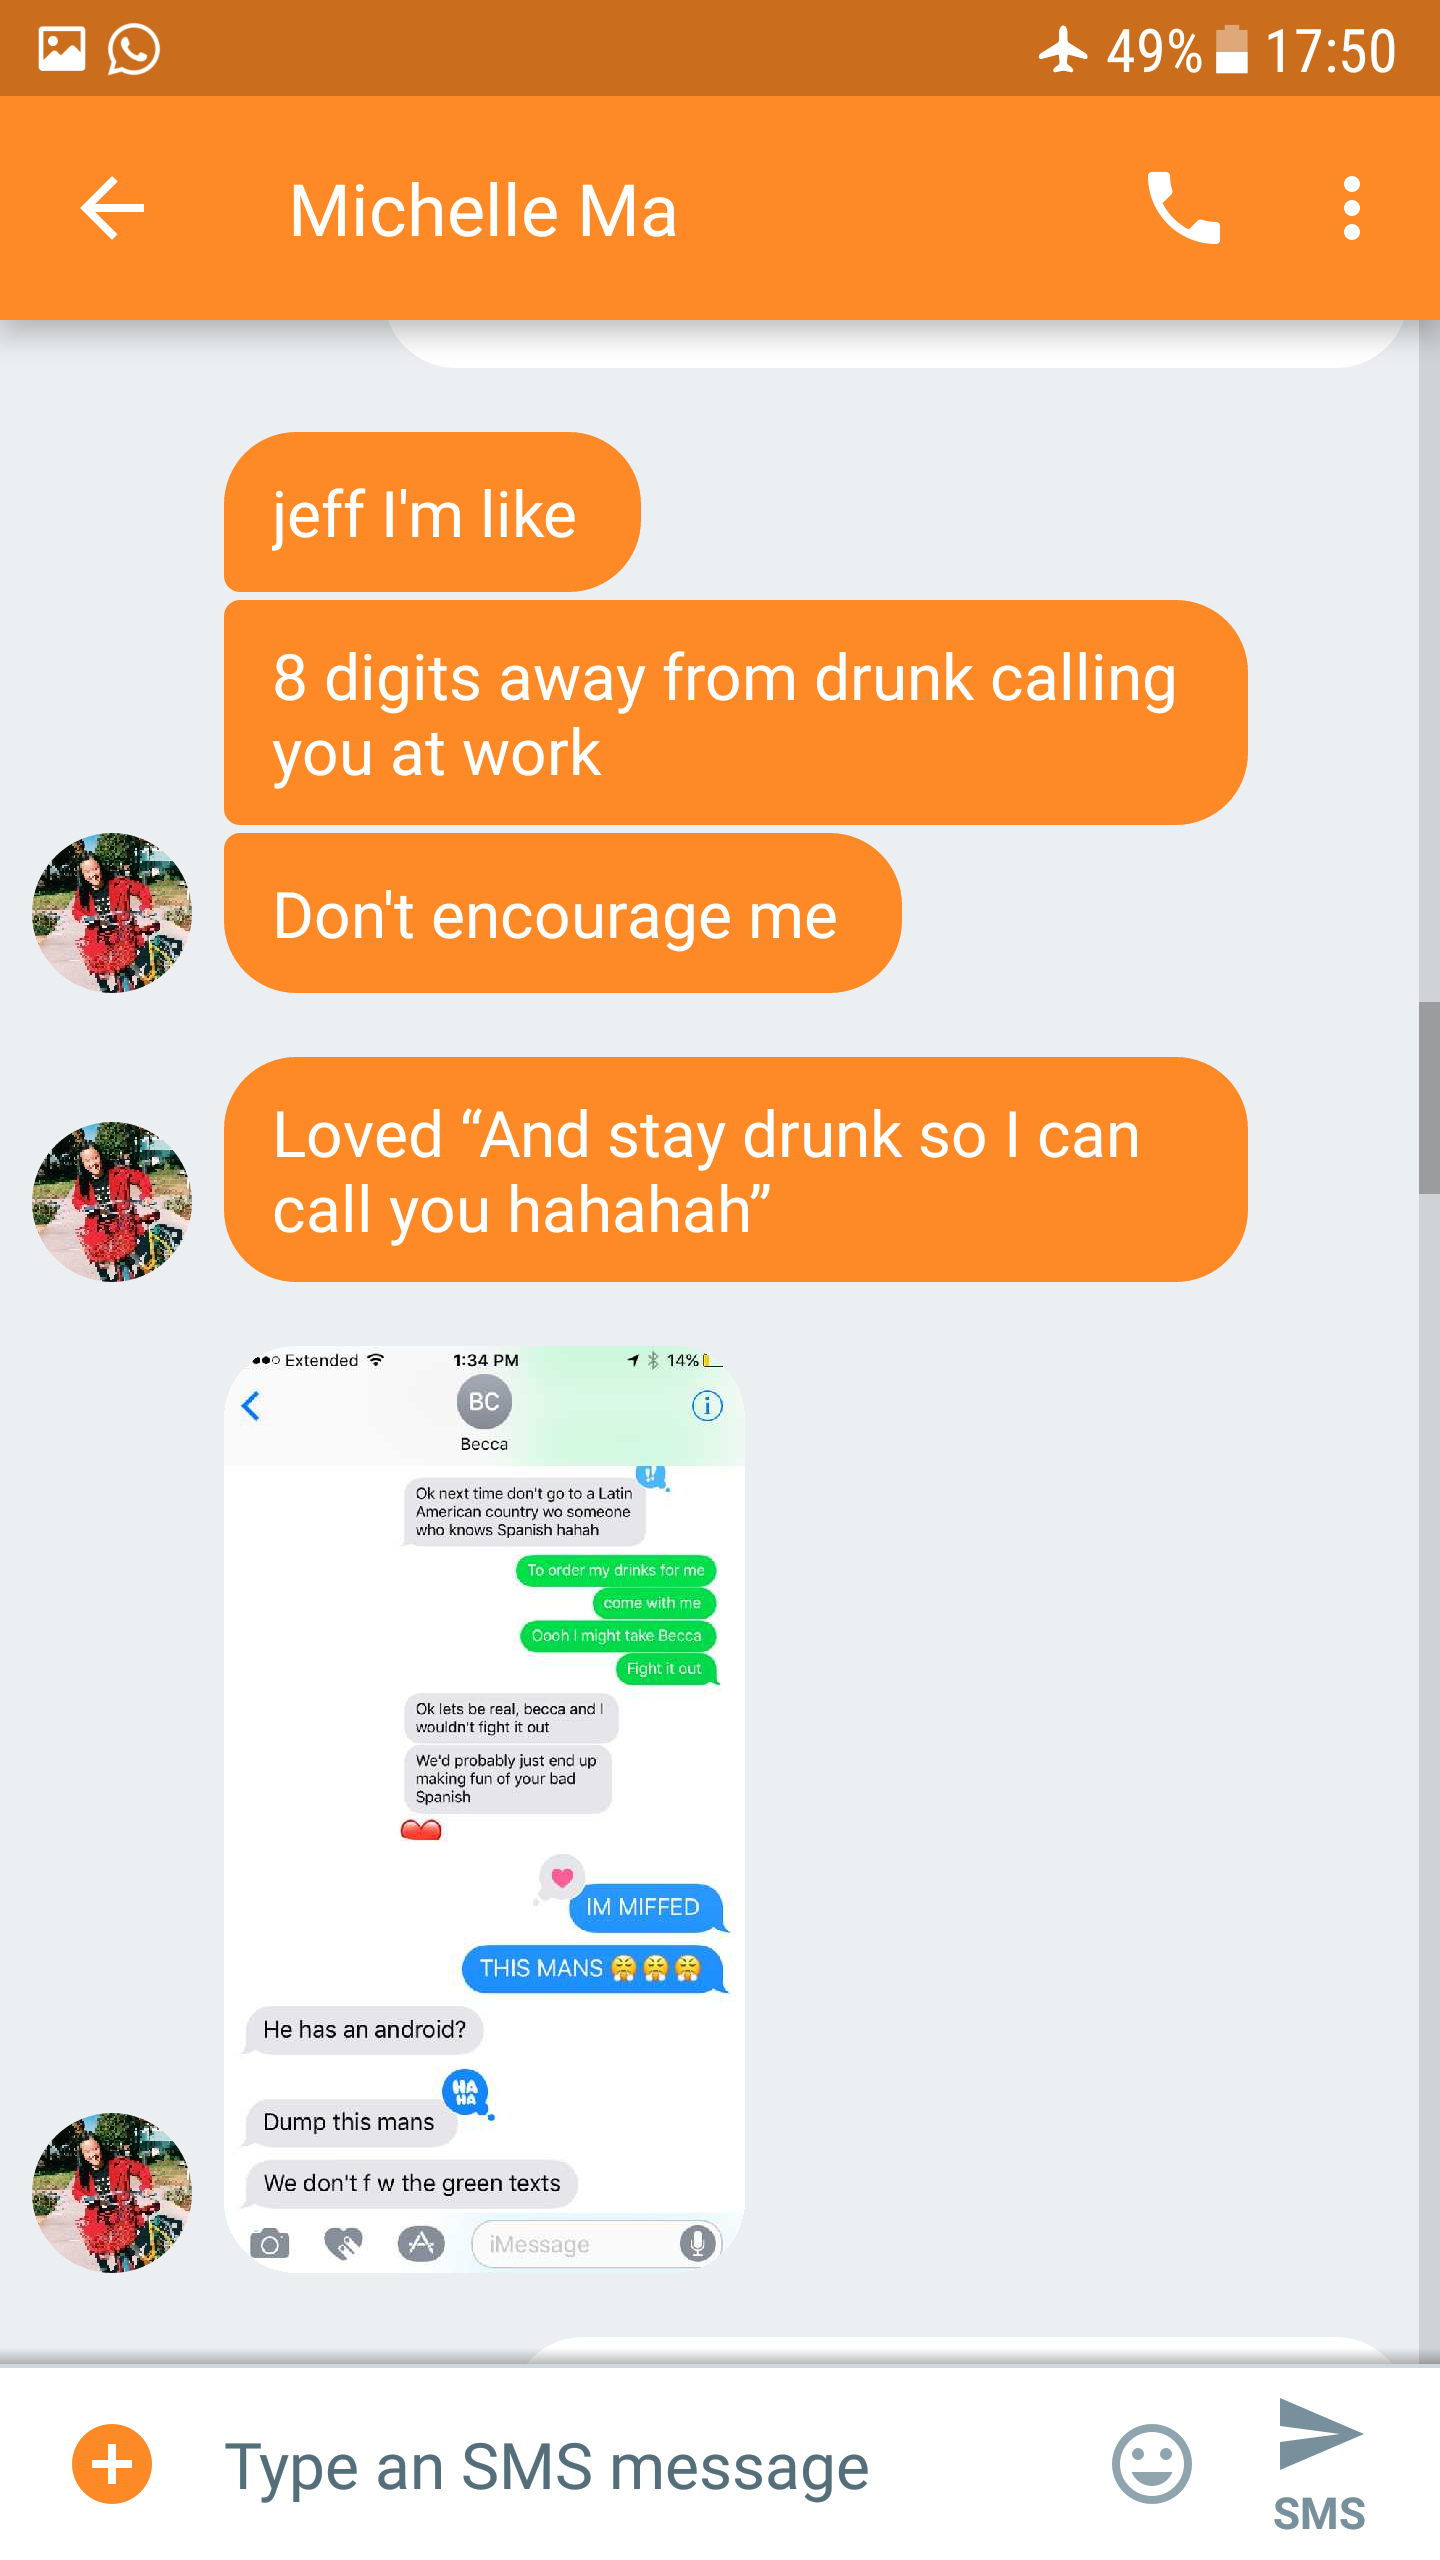 49% 17:50
Michelle Ma
jeff I'm like
8 digits away from drunk calling
you at work
Don't encourage me
Loved “And stay drunk so I can
call you hahahah”
Extended 1:34 PM 14%
BC
Becca
!!
Ok next time don't go to a Latin
American country wo someone
who knows Spanish hahah
To order my drinks for me
come with me
Oooh I might take Becca
Fight it out
Ok lets be real, becca and I
wouldn't fight it out
We'd probably just end up
making fun of your bad
Spanish
IM MIFFED
THIS MANS 😤😤😤
He has an android?
HA
HA
Dump this mans
We don't f w the green texts
iMessage
Type an SMS message
SMS